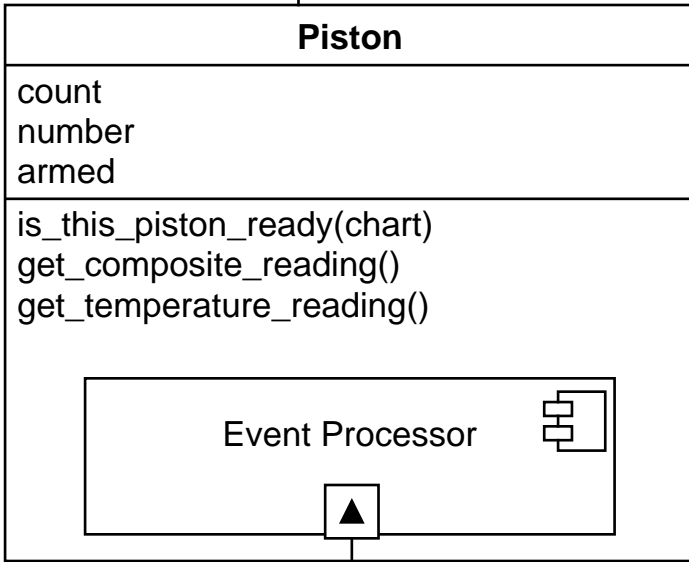 Piston
count
number
armed
is_this_piston_ready(chart)
get_composite_reading()
get_temperature_reading()
Event Processor